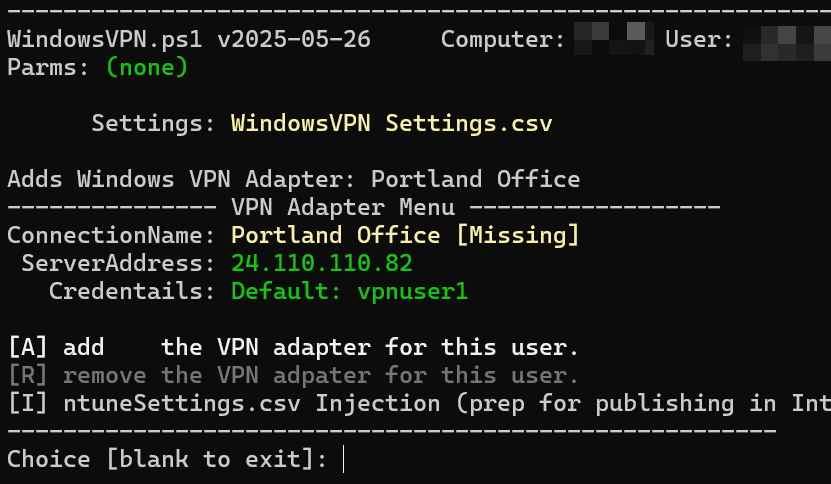 WindowsVPN.ps1 v2025-05-26     Computer:          User:
Parms: (none)
Settings: WindowsVPN Settings.csv
Adds Windows VPN Adapter: Portland Office
--------------- VPN Adapter Menu ------------------
ConnectionName: Portland Office [Missing]
ServerAddress: 24.110.110.82
Credentails: Default: vpnuser1
[A] add    the VPN adapter for this user.
[R] remove the VPN adpater for this user.
[I] ntuneSettings.csv Injection (prep for publishing in Int
-------------------------------------------------------
Choice [blank to exit]: